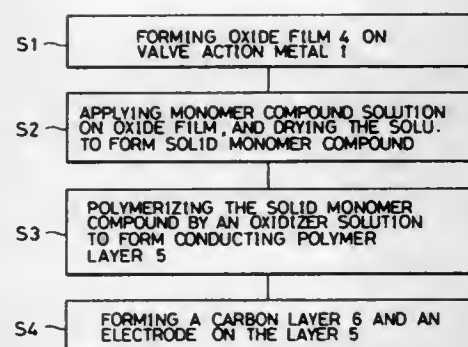 S1
FORMING OXIDE FILM 4 ON
VALVE ACTION METAL 1
S2
APPLYING MONOMER COMPOUND SOLUTION
ON OXIDE FILM, AND DRYING THE SOLU.
TO FORM SOLID MONOMER COMPOUND
S3
POLYMERIZING THE SOLID MONOMER
COMPOUND BY AN OXIDIZER SOLUTION
TO FORM CONDUCTING POLYMER
LAYER 5
S4
FORMING A CARBON LAYER 6 AND AN
ELECTRODE ON THE LAYER 5